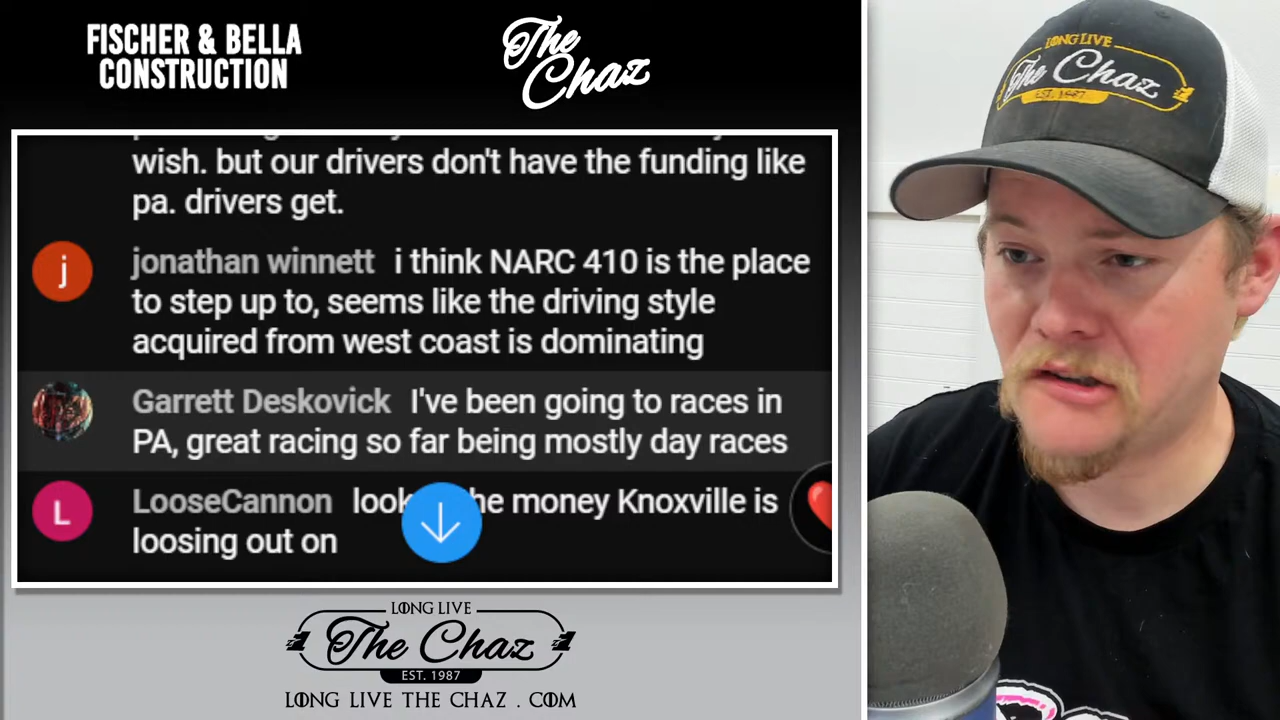 FISCHER & BELLA
CONSTRUCTION
The
Chaz
wish. but our drivers don't have the funding like
pa. drivers get.
j
jonathan winnett i think NARC 410 is the place
to step up to, seems like the driving style
acquired from west coast is dominating
Garrett Deskovick I've been going to races in
PA, great racing so far being mostly day races
L
LooseCannon look he money Knoxville is
loosing out on
LONG LIVE
The Chaz
EST. 1987
LONG LIVE THE CHAZ . COM
LONG LIVE
The Chaz
EST. 1987